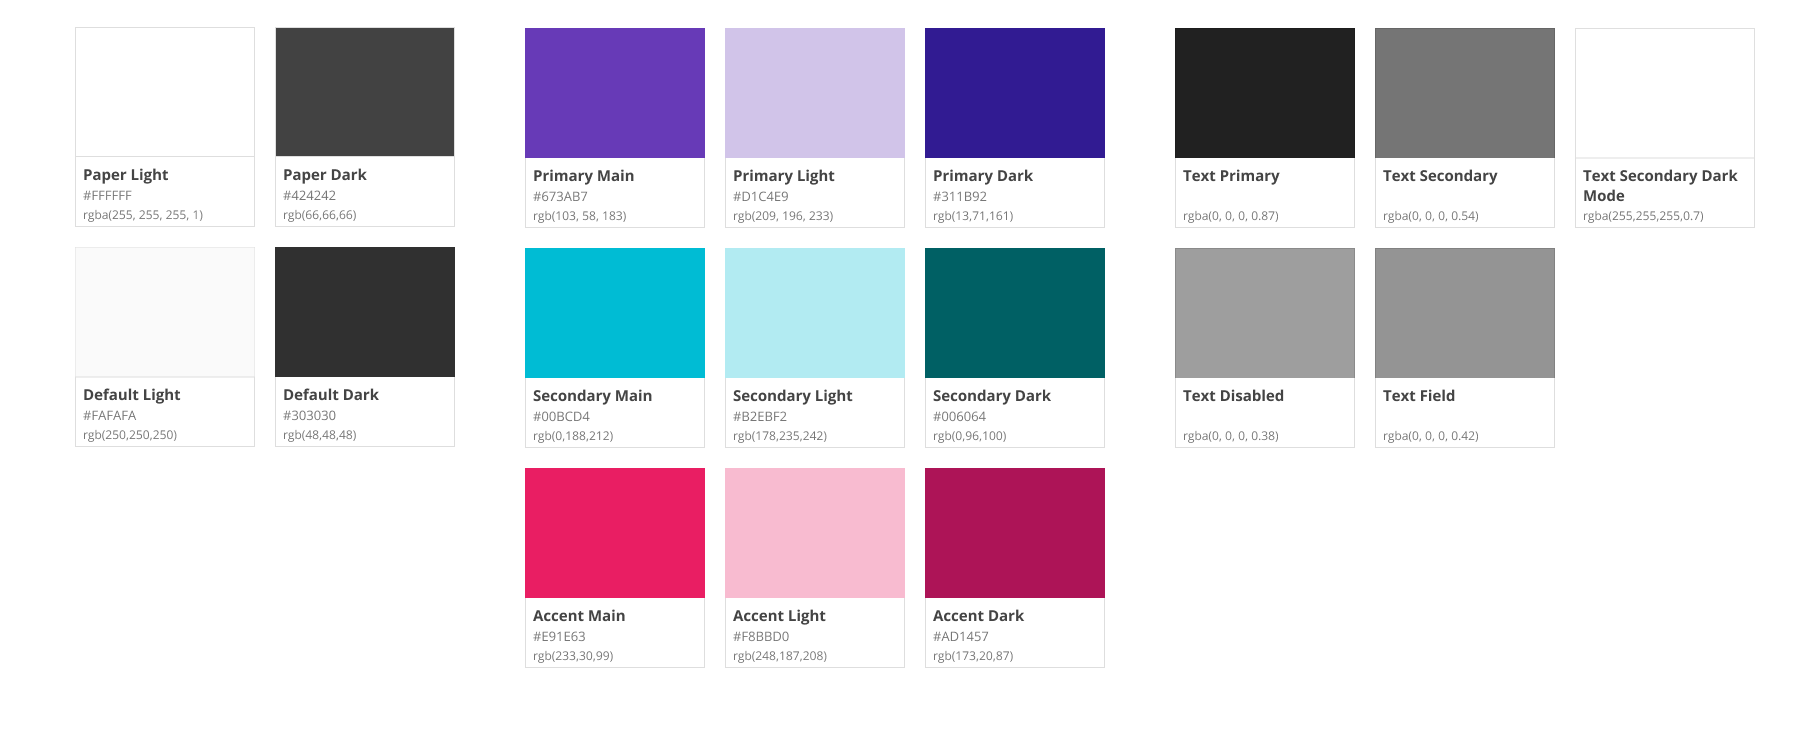 Paper Light
#FFFFFF
rgba(255, 255, 255, 1)
Paper Dark
#424242
rgb(66,66,66)
Default Light
#FAFAFA
rgb(250,250,250)
Default Dark
#303030
rgb(48,48,48)
Primary Main
#673AB7
rgb(103, 58, 183)
Primary Light
#D1C4E9
rgb(209, 196, 233)
Primary Dark
#311B92
rgb(13,71,161)
Secondary Main
#00BCD4
rgb(0,188,212)
Secondary Light
#B2EBF2
rgb(178,235,242)
Secondary Dark
#006064
rgb(0,96,100)
Accent Main
#E91E63
rgb(233,30,99)
Accent Light
#F8BBD0
rgb(248,187,208)
Accent Dark
#AD1457
rgb(173,20,87)
Text Primary
rgba(0, 0, 0, 0.87)
Text Secondary
rgba(0, 0, 0, 0.54)
Text Secondary Dark
Mode
rgba(255,255,255,0.7)
Text Disabled
rgba(0, 0, 0, 0.38)
Text Field
rgba(0, 0, 0, 0.42)